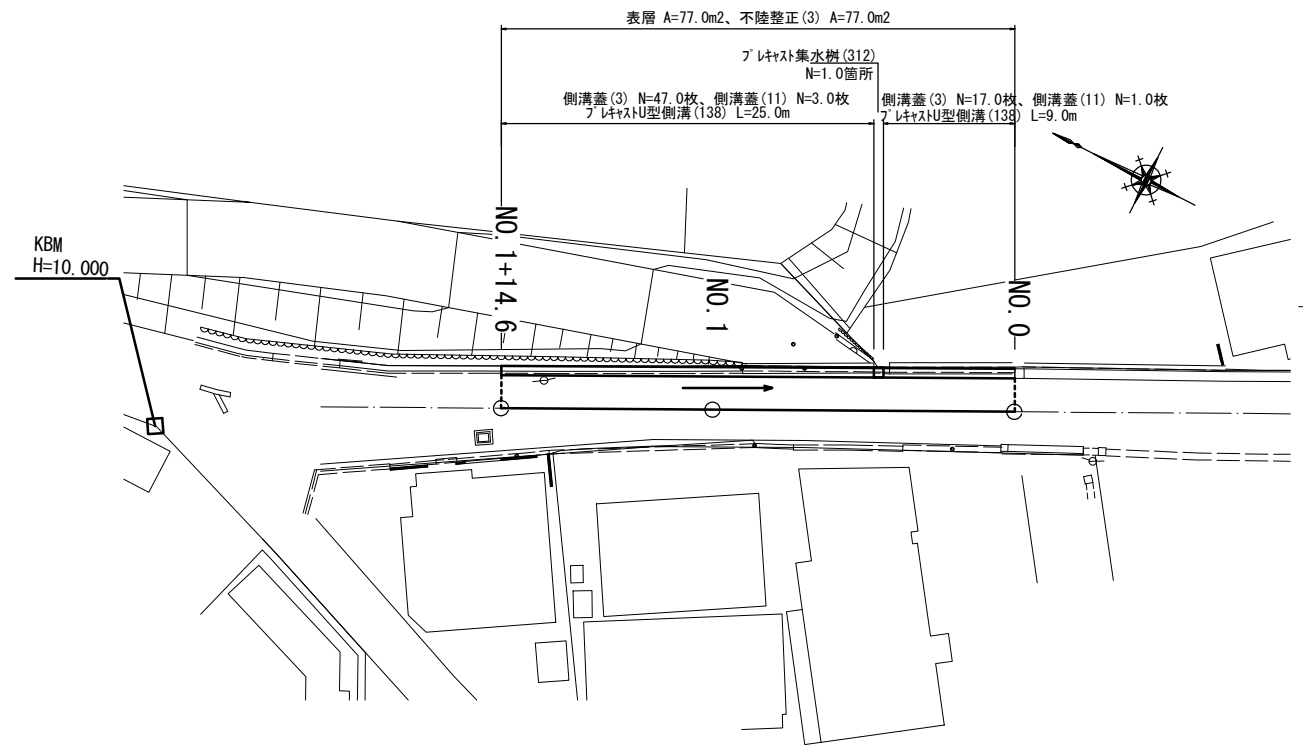 表層 A=77.0m2、不陸整正(3) A=77.0m2
プレキャスト集水桝(312)
N=1.0箇所
側溝蓋(3) N=47.0枚、側溝蓋(11) N=3.0枚
プレキャストU型側溝(138) L=25.0m
側溝蓋(3) N=17.0枚、側溝蓋(11) N=1.0枚
プレキャストU型側溝(138) L=9.0m
KBM
H=10.000
NO.1+14.6
NO.1
NO.0